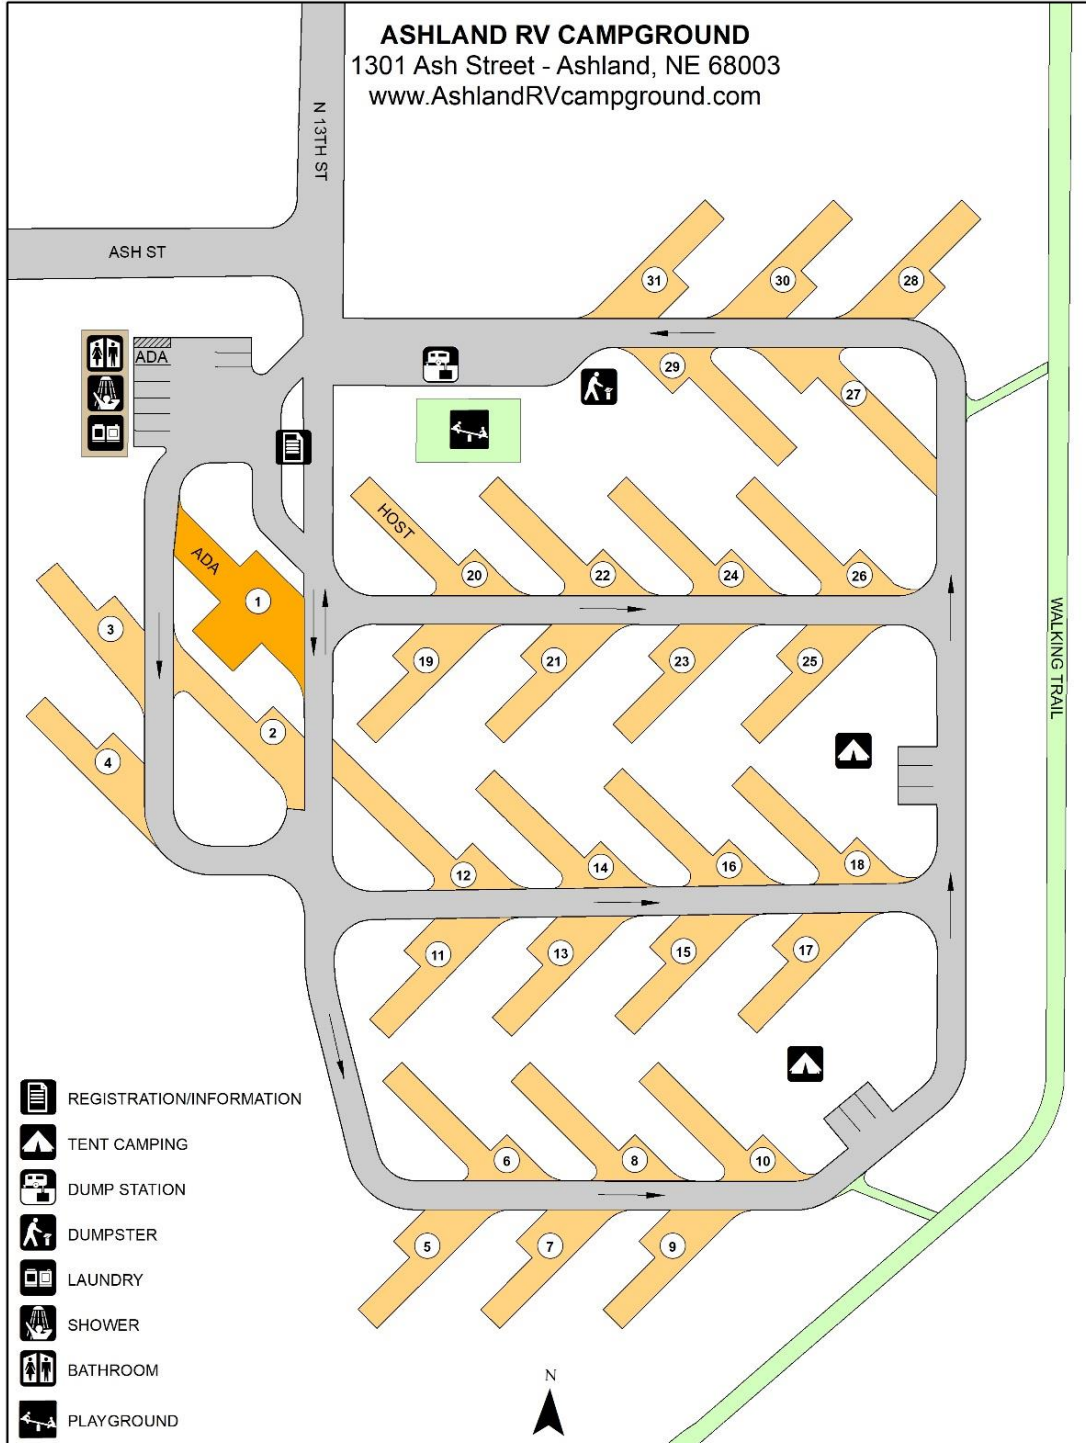 ASHLAND RV CAMPGROUND
1301 Ash Street - Ashland, NE 68003
www.AshlandRVcampground.com
N 13TH ST
ASH ST
31
30
28
ADA
29
27
HOST
20
22
24
26
ADA
1
3
19
21
23
25
WALKING TRAIL
2
4
12
14
16
18
11
13
15
17
6
8
10
5
7
9
REGISTRATION/INFORMATION
TENT CAMPING
DUMP STATION
DUMPSTER
LAUNDRY
SHOWER
BATHROOM
PLAYGROUND
N